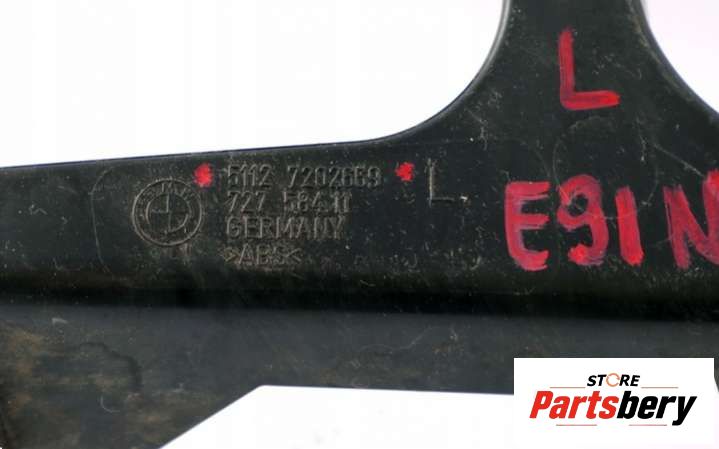 L
5112 7202669 L
727 584.11
GERMANY
>ABS<
E91N
STORE
Partsbery